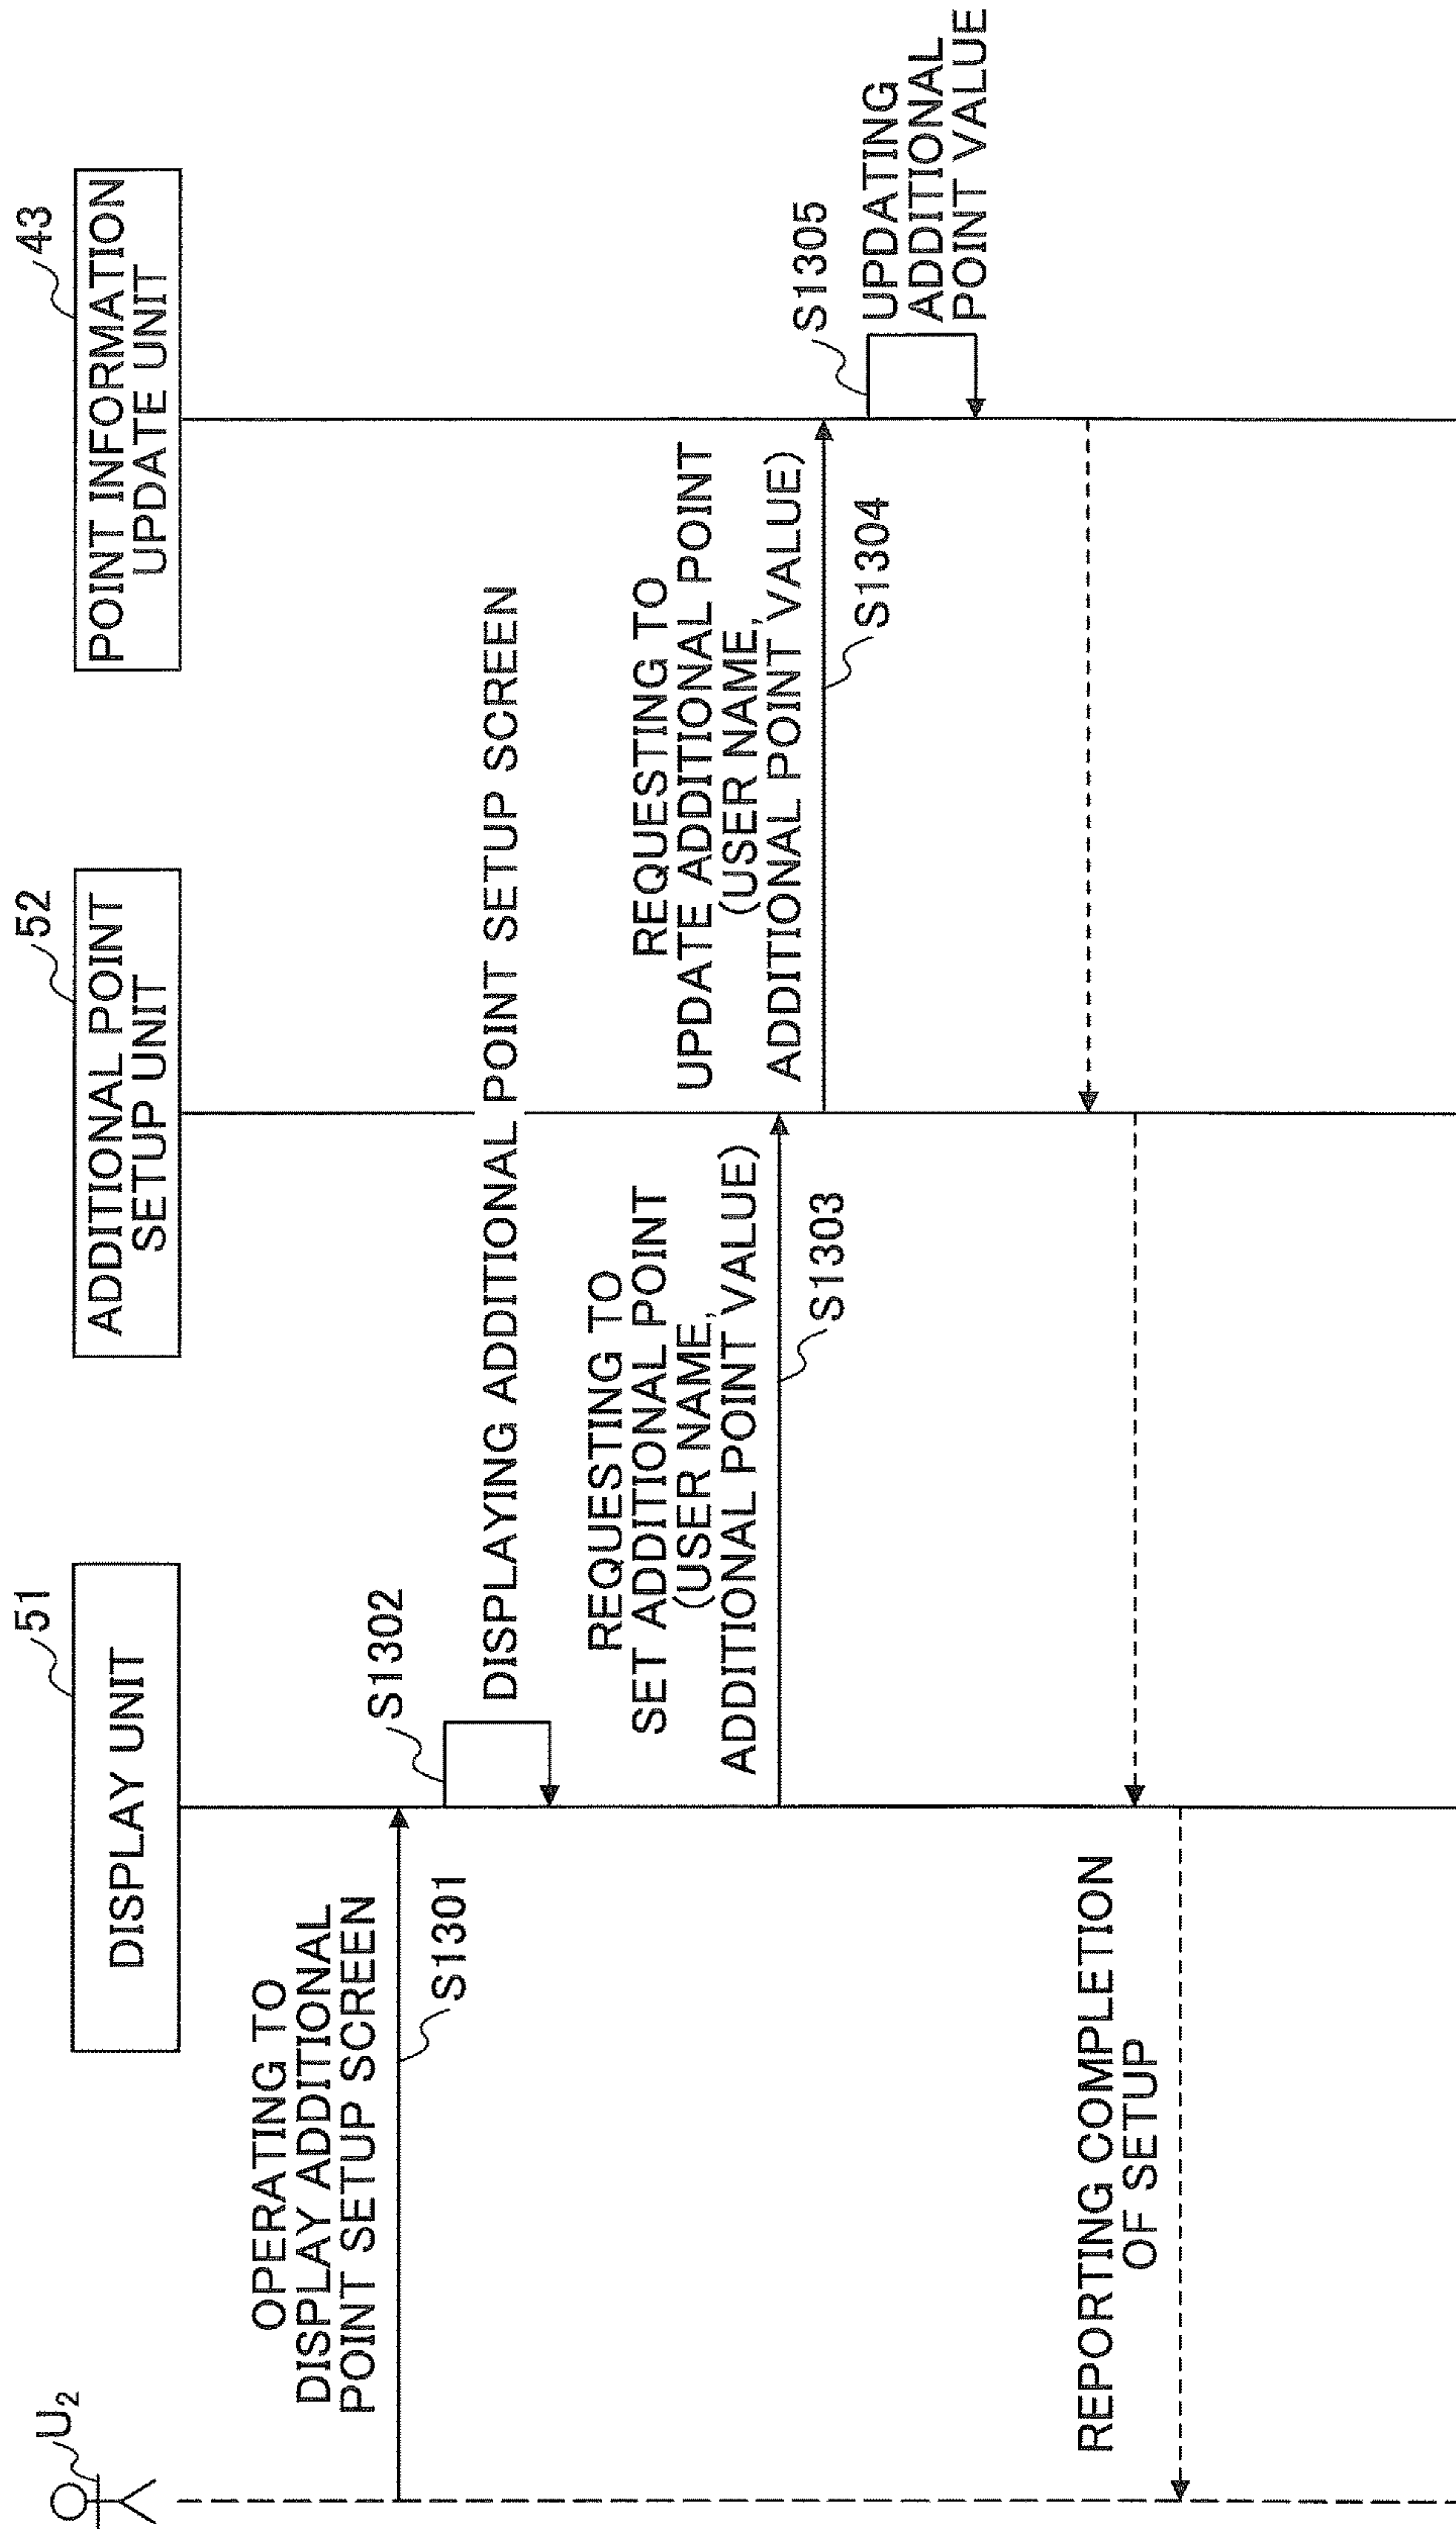 U2
51
DISPLAY UNIT
52
ADDITIONAL POINT
SETUP UNIT
43
POINT INFORMATION
UPDATE UNIT
OPERATING TO
DISPLAY ADDITIONAL
POINT SETUP SCREEN
S1301
S1302
DISPLAYING ADDITIONAL POINT SETUP SCREEN
REQUESTING TO
SET ADDITIONAL POINT
(USER NAME,
ADDITIONAL POINT VALUE)
S1303
REQUESTING TO
UPDATE ADDITIONAL POINT
(USER NAME,
ADDITIONAL POINT VALUE)
S1304
S1305
UPDATING
ADDITIONAL
POINT VALUE
REPORTING COMPLETION
OF SETUP